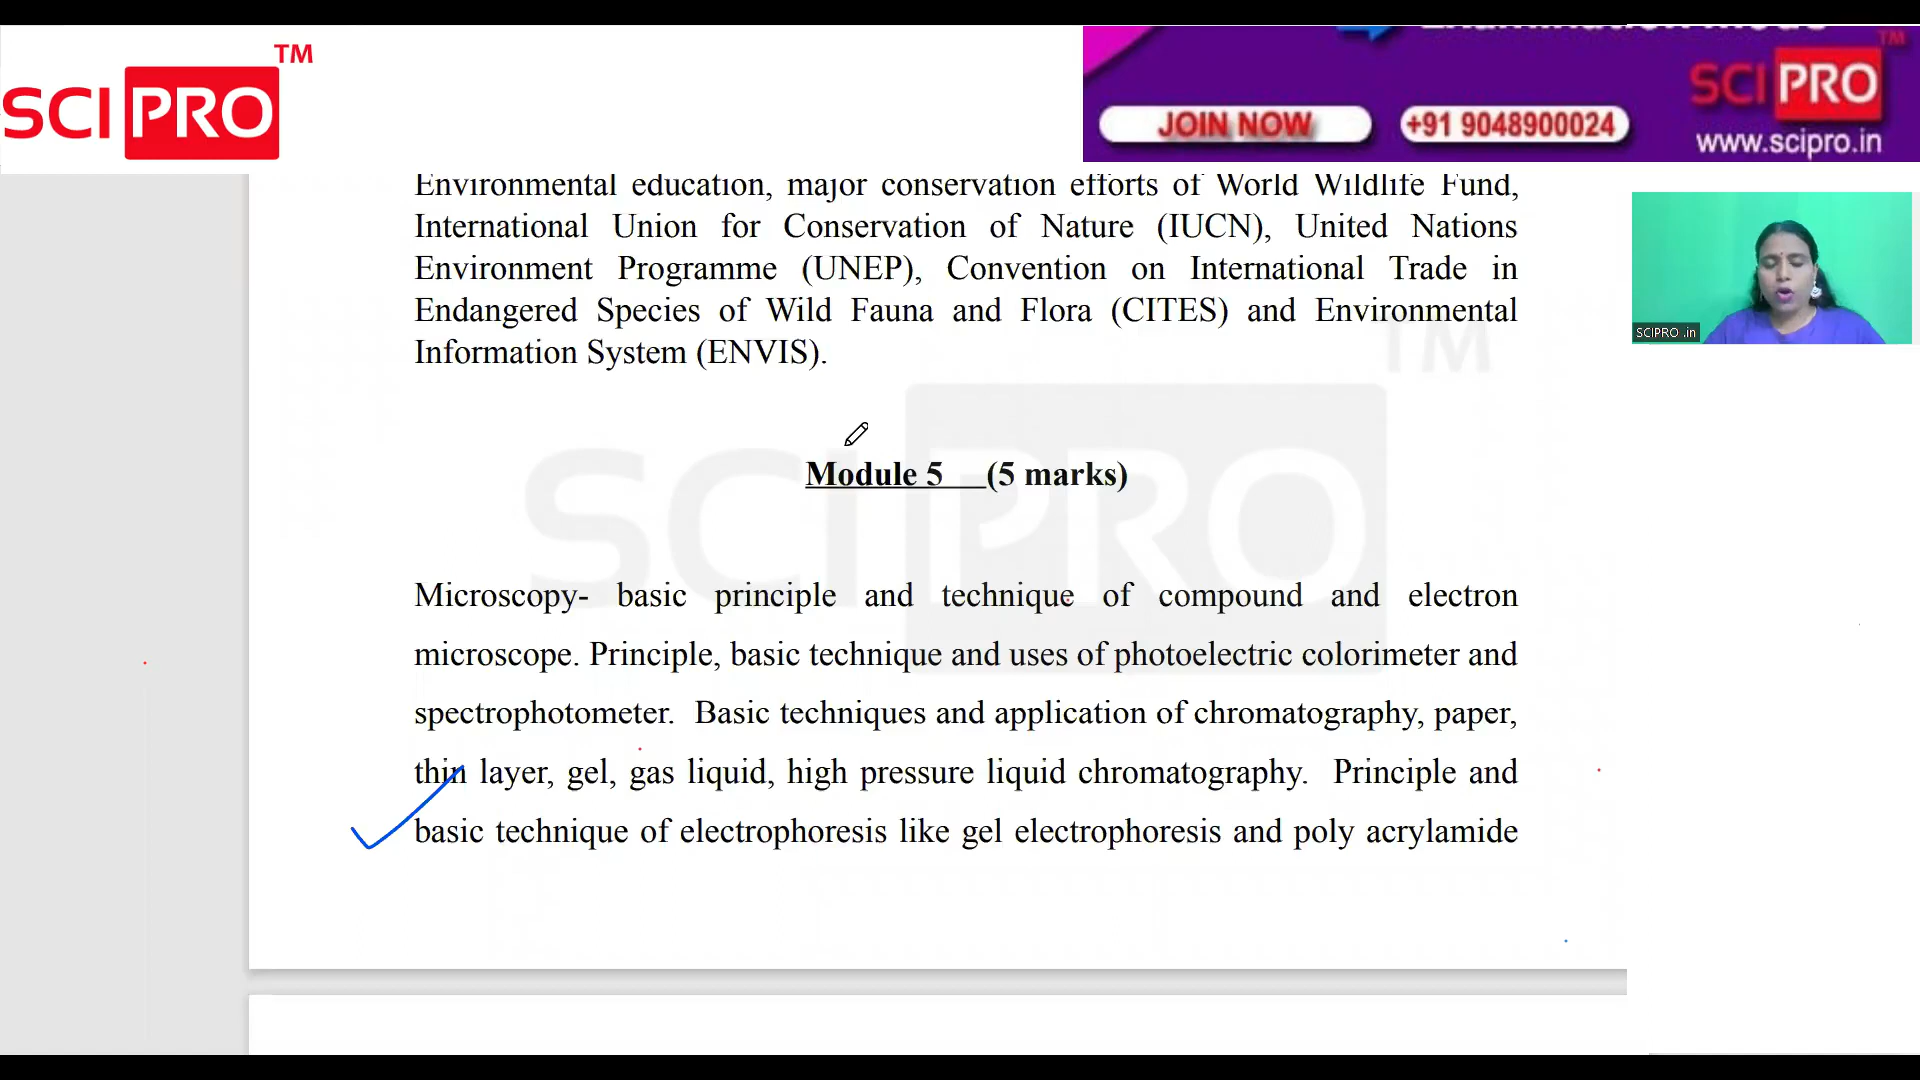 TM
SCI PRO
TM
SCIPRO
JOIN NOW
+91 9048900024
www.scipro.in
Environmental education, major conservation efforts of World Wildlife Fund,
International Union for Conservation of Nature (IUCN), United Nations
Environment Programme (UNEP), Convention on International Trade in
Endangered Species of Wild Fauna and Flora (CITES) and Environmental
Information System (ENVIS).
SCIPRO .in
TM
SCIPRO
Module 5 (5 marks)
Microscopy- basic principle and technique of compound and electron
microscope. Principle, basic technique and uses of photoelectric colorimeter and
spectrophotometer. Basic techniques and application of chromatography, paper,
thin layer, gel, gas liquid, high pressure liquid chromatography. Principle and
basic technique of electrophoresis like gel electrophoresis and poly acrylamide